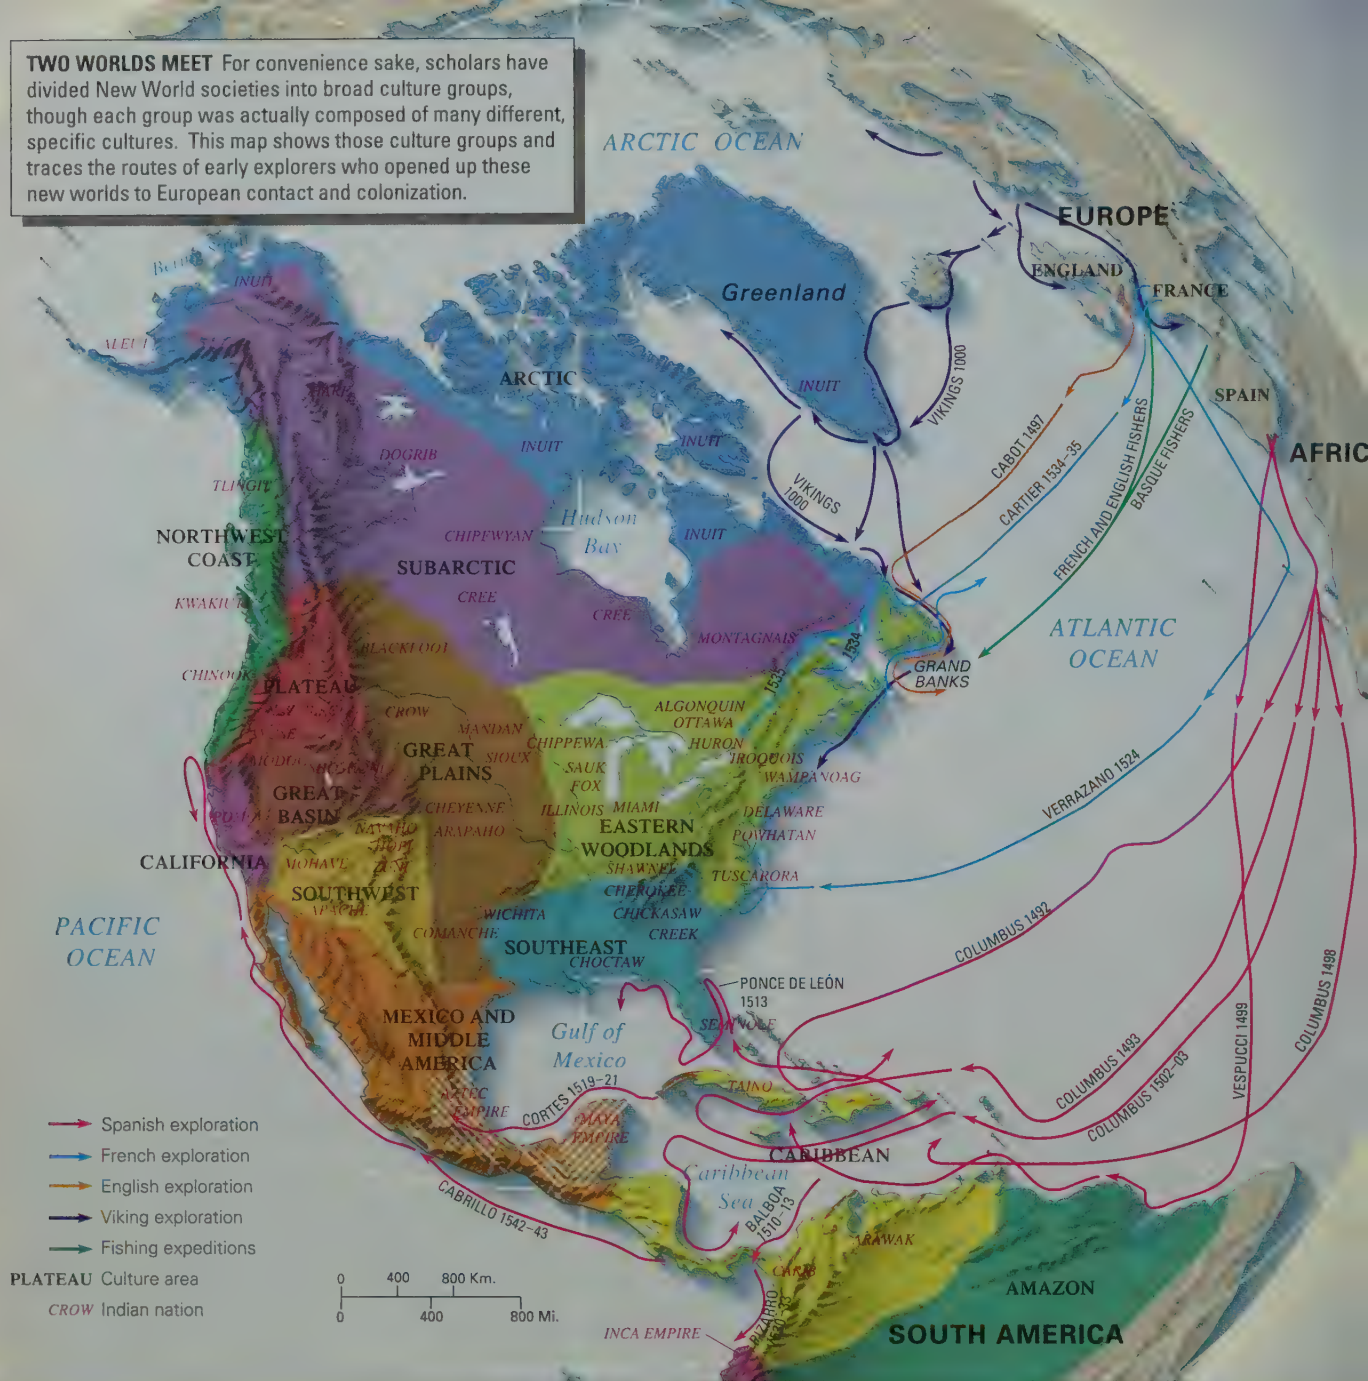 TWO WORLDS MEET For convenience sake, scholars have
divided New World societies into broad culture groups,
though each group was actually composed of many different,
specific cultures. This map shows those culture groups and
traces the routes of early explorers who opened up these
new worlds to European contact and colonization.
ARCTIC OCEAN
EUROPE
ENGLAND
FRANCE
SPAIN
AFRIC
Greenland
INUIT
ALEUT
ARCTIC
INUIT
INUIT
INUIT
INUIT
VIKINGS 1000
VIKINGS
1000
CABOT 1497
CARTIER 1534–35
FRENCH AND ENGLISH FISHERS
BASQUE FISHERS
DOGRIB
TLINGIT
NORTHWEST
COAST
CHIPEWYAN
Hudson
Bay
SUBARCTIC
CREE
CREE
KWAKIUTL
MONTAGNAIS
1534
1535
ATLANTIC
OCEAN
GRAND
BANKS
BLACKFOOT
CHINOOK
PLATEAU
CROW
MANDAN
SIOUX
GREAT
PLAINS
ALGONQUIN
OTTAWA
CHIPPEWA
HURON
IROQUOIS
WAMPANOAG
SAUK
FOX
ILLINOIS
MIAMI
DELAWARE
POWHATAN
EASTERN
WOODLANDS
SHAWNEE
TUSCARORA
GREAT
BASIN
CHEYENNE
ARAPAHO
NAVAHO
HOPI
ZUNI
MOHAVE
CALIFORNIA
SOUTHWEST
APACHE
CHEROKEE
CHICKASAW
CREEK
WICHITA
COMANCHE
SOUTHEAST
CHOCTAW
VERRAZANO 1524
COLUMBUS 1492
PACIFIC
OCEAN
PONCE DE LEÓN
1513
SEMINOLE
Gulf of
Mexico
MEXICO AND
MIDDLE
AMERICA
AZTEC
EMPIRE
CORTES 1519–21
MAYA
EMPIRE
TAINO
COLUMBUS 1493
COLUMBUS 1502–03
VESPUCCI 1499
COLUMBUS 1498
CARIBBEAN
Caribbean
Sea
BALBOA
1510–13
CABRILLO 1542–43
ARAWAK
CARIB
AMAZON
SOUTH AMERICA
INCA EMPIRE
PIZARRO
Spanish exploration
French exploration
English exploration
Viking exploration
Fishing expeditions
PLATEAU Culture area
CROW Indian nation
0 400 800 Km.
0 400 800 Mi.